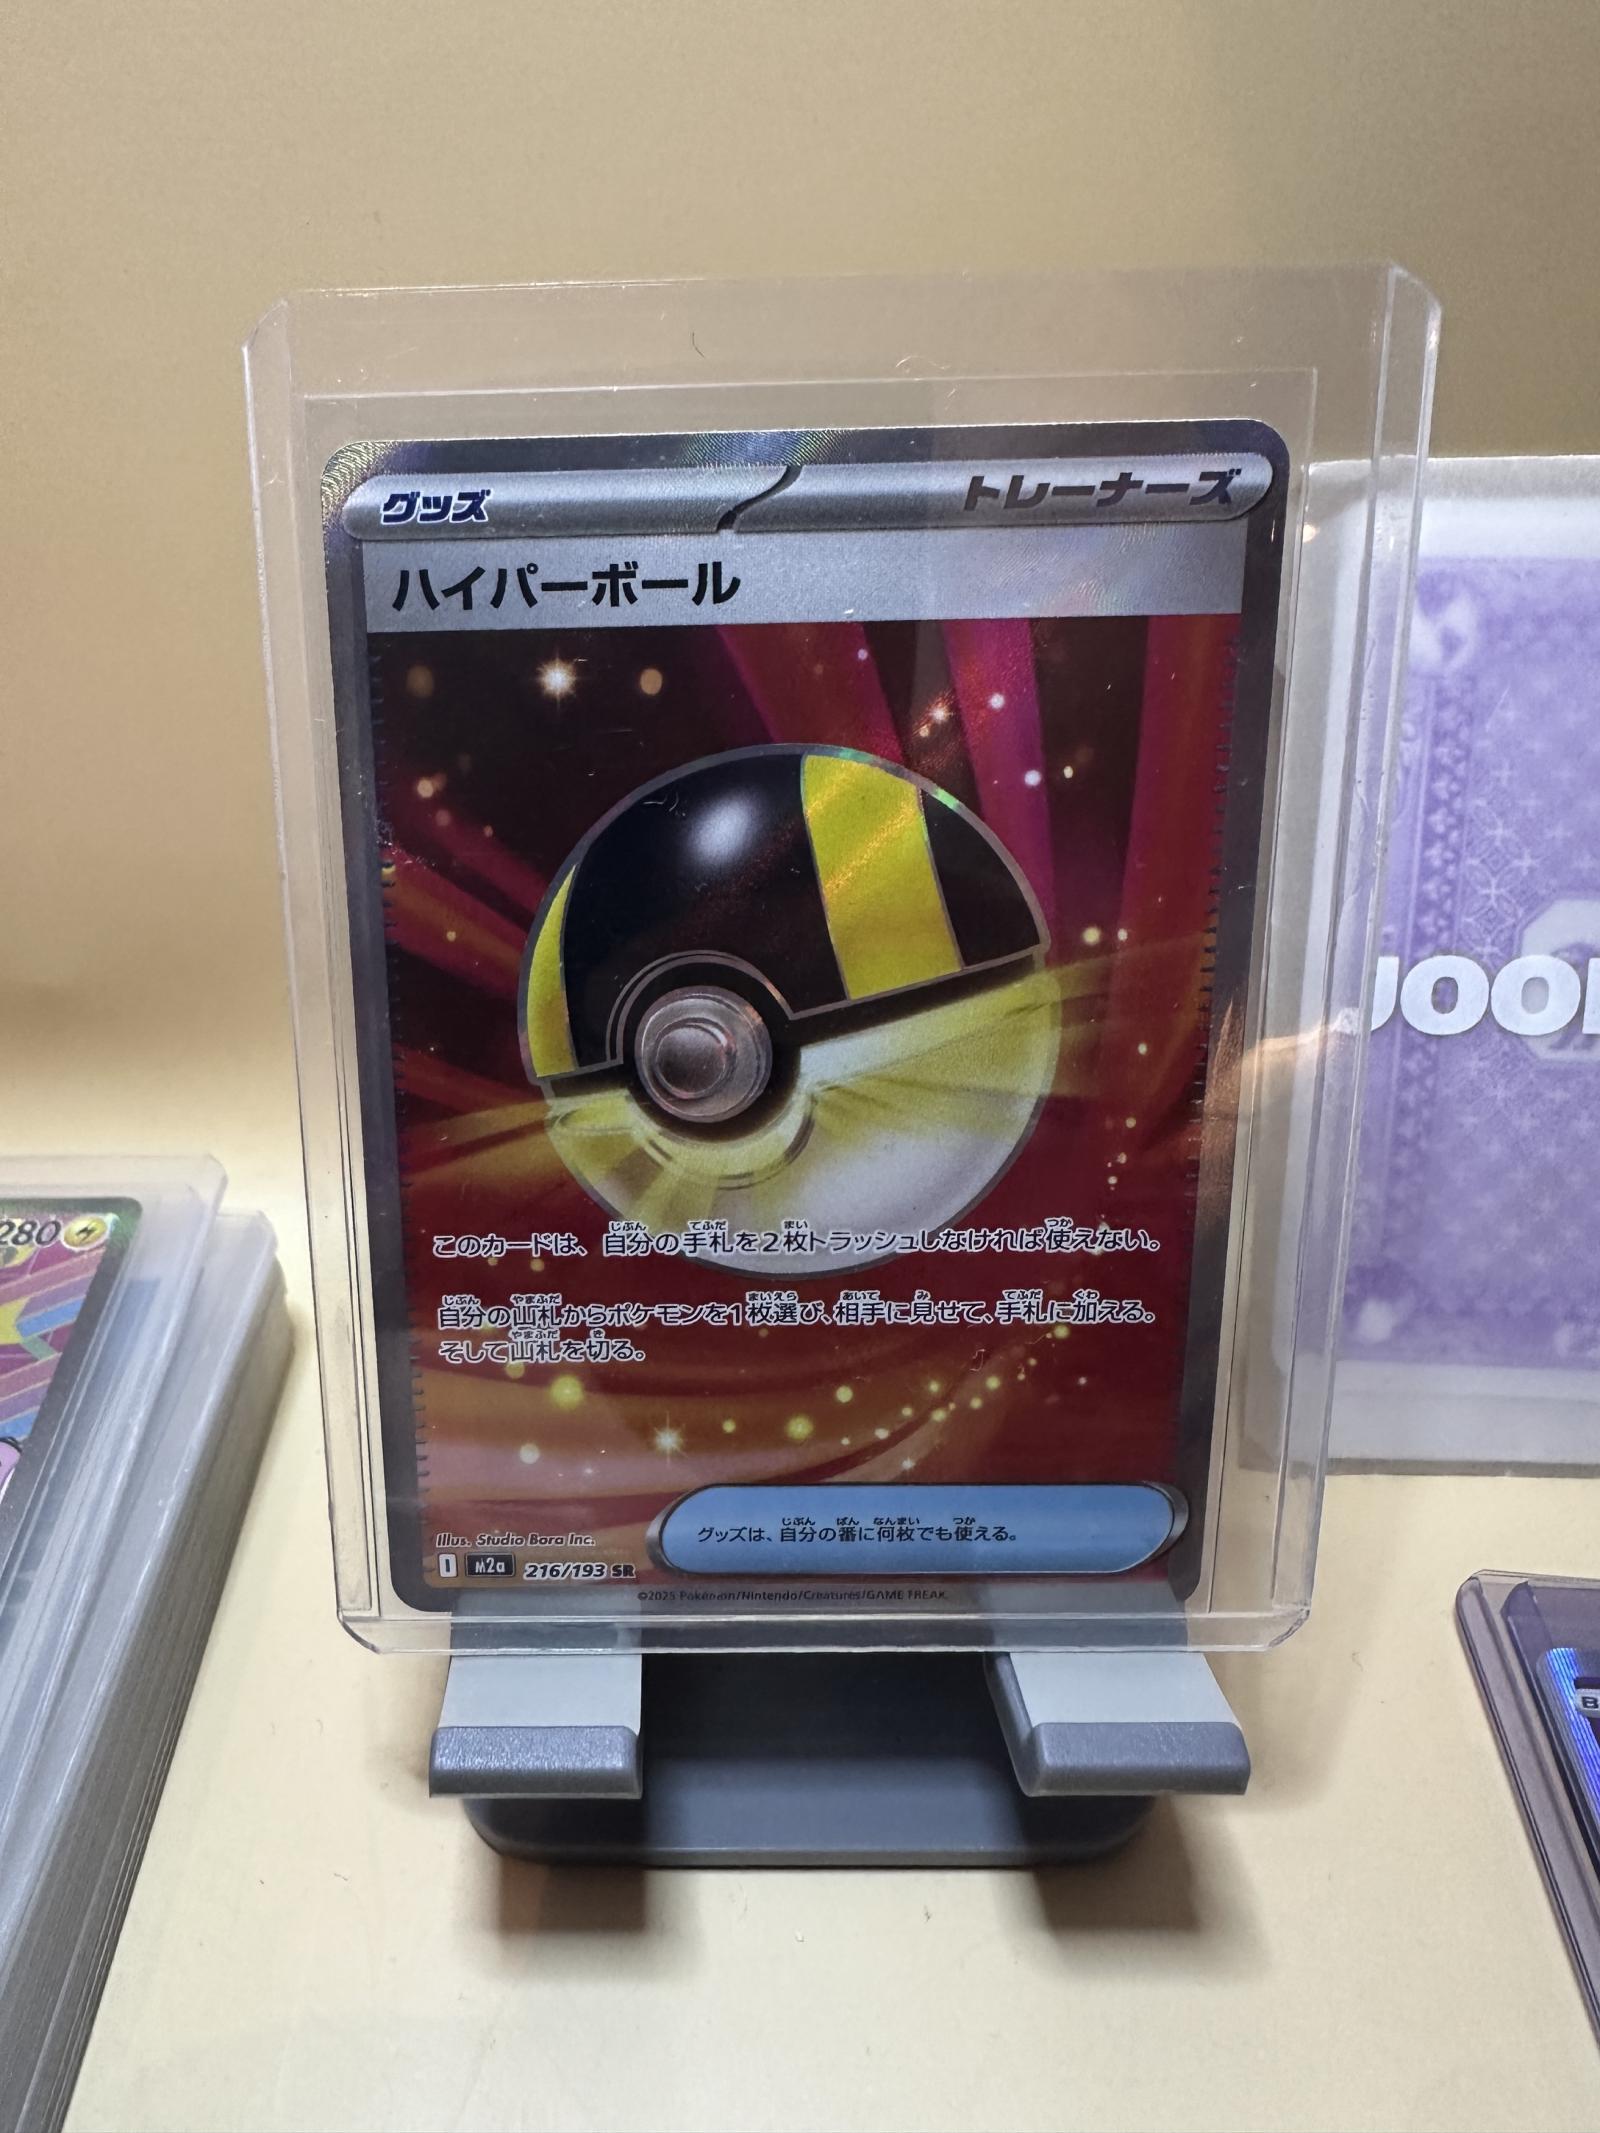 グッズ
トレーナーズ
ハイパーボール
このカードは、自分の手札を2枚トラッシュしなければ使えない。
自分の山札からポケモンを1枚選び、相手に見せて、手札に加える。
そして山札を切る。
グッズは、自分の番に何枚でも使える。
Illus. Studio Bora Inc.
I M2a 216/193 SR
©2025 Pokémon/Nintendo/Creatures/GAME FREAK
280